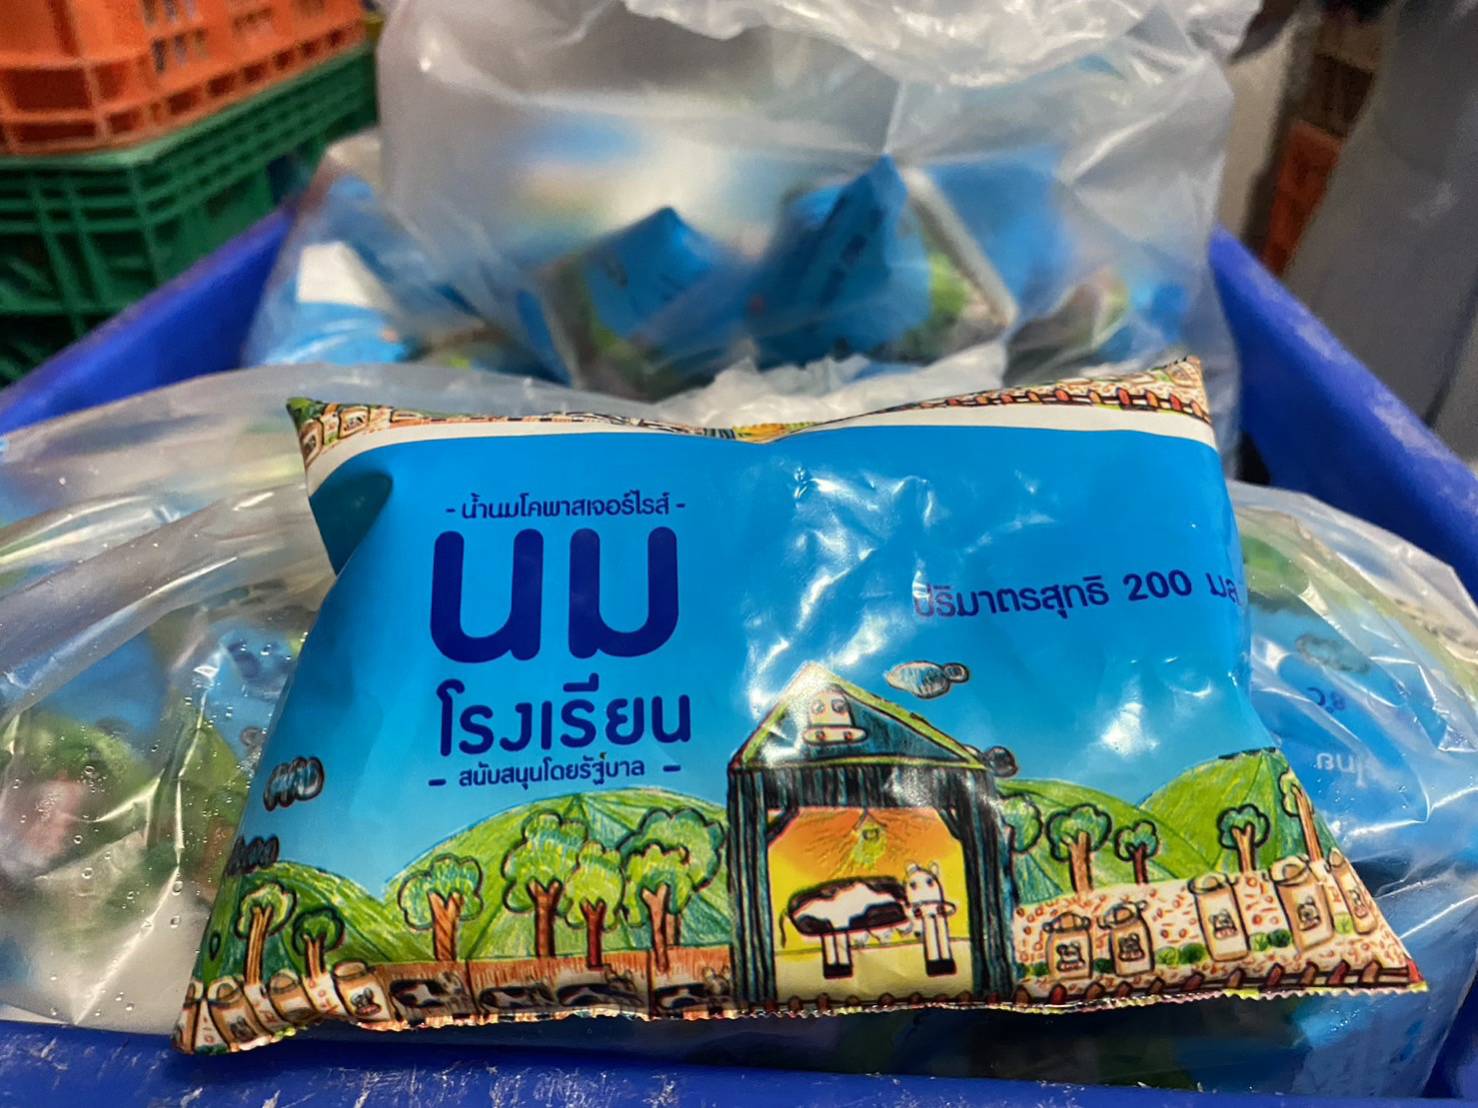 - น้ำนมโคพาสเจอร์ไรส์ -
นม
โรงเรียน
- สนับสนุนโดยรัฐบาล -
ปริมาตรสุทธิ 200 มล.